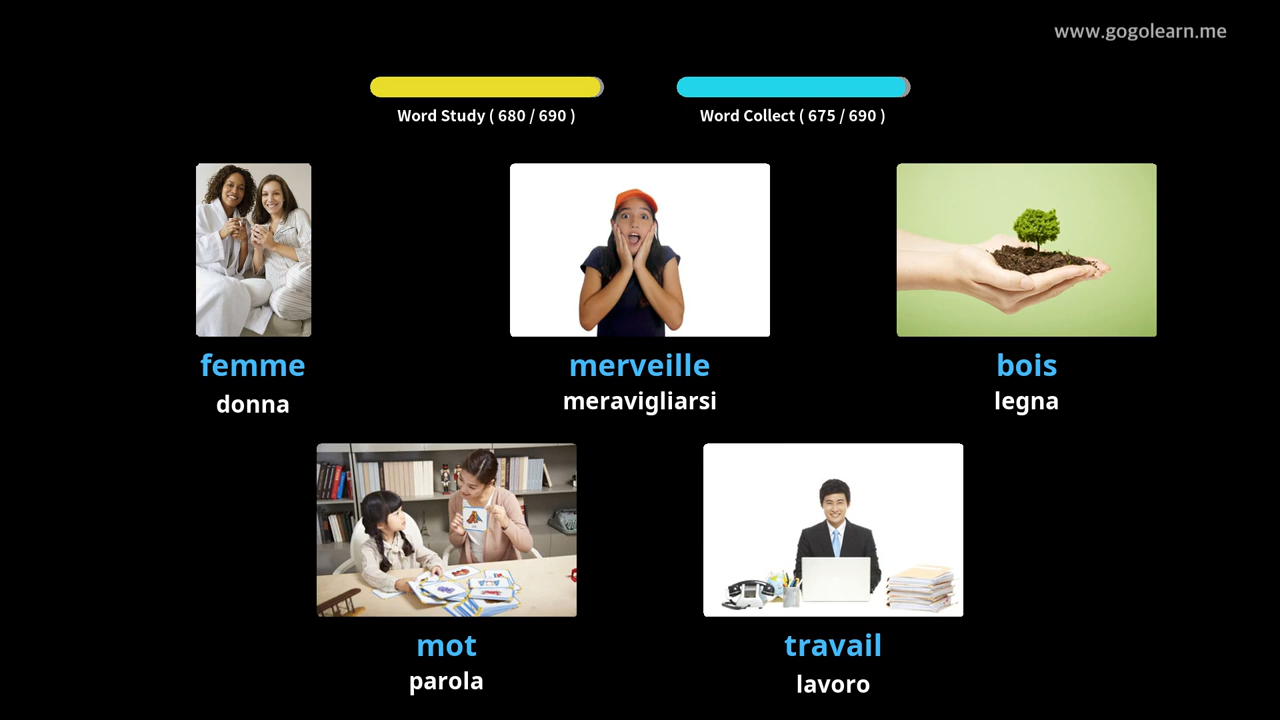 www.gogolearn.me
Word Study ( 680 / 690 )
Word Collect ( 675 / 690 )
femme
donna
merveille
meravigliarsi
bois
legna
mot
parola
travail
lavoro